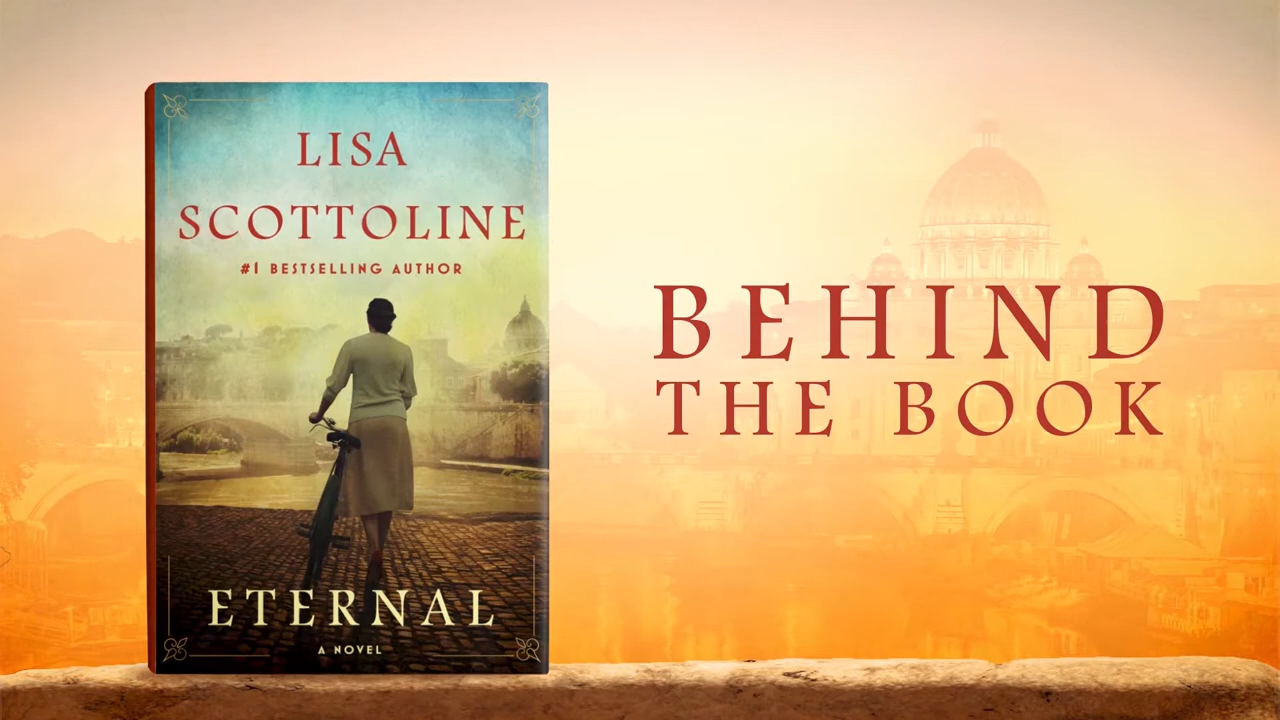 LISA
SCOTTOLINE
#1 BESTSELLING AUTHOR
ETERNAL
A NOVEL
BEHIND
THE BOOK